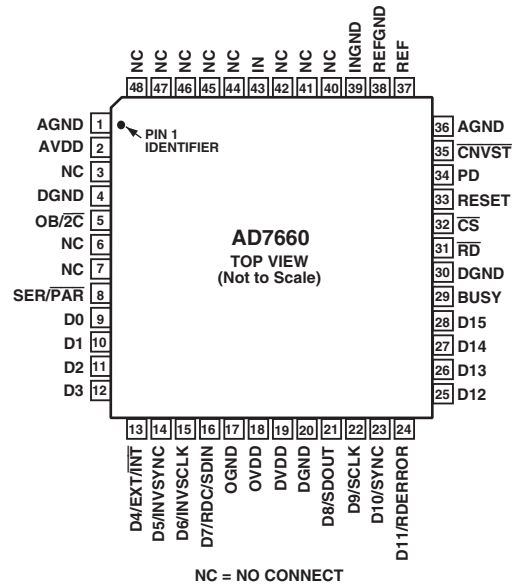 NC NC NC NC NC IN NC NC NC INGND REFGND REF
48 47 46 45 44 43 42 41 40 39 38 37
AGND 1
AVDD 2
NC 3
DGND 4
OB/2C̅ 5
NC 6
NC 7
SER/P̅A̅R̅ 8
D0 9
D1 10
D2 11
D3 12
PIN 1
IDENTIFIER
AD7660
TOP VIEW
(Not to Scale)
36 AGND
35 C̅N̅V̅S̅T̅
34 PD
33 RESET
32 C̅S̅
31 R̅D̅
30 DGND
29 BUSY
28 D15
27 D14
26 D13
25 D12
13 14 15 16 17 18 19 20 21 22 23 24
D4/EXT/I̅N̅T̅
D5/INVSYNC
D6/INVSCLK
D7/RDC/SDIN
OGND
OVDD
DVDD
DGND
D8/SDOUT
D9/SCLK
D10/SYNC
D11/RDERROR
NC = NO CONNECT